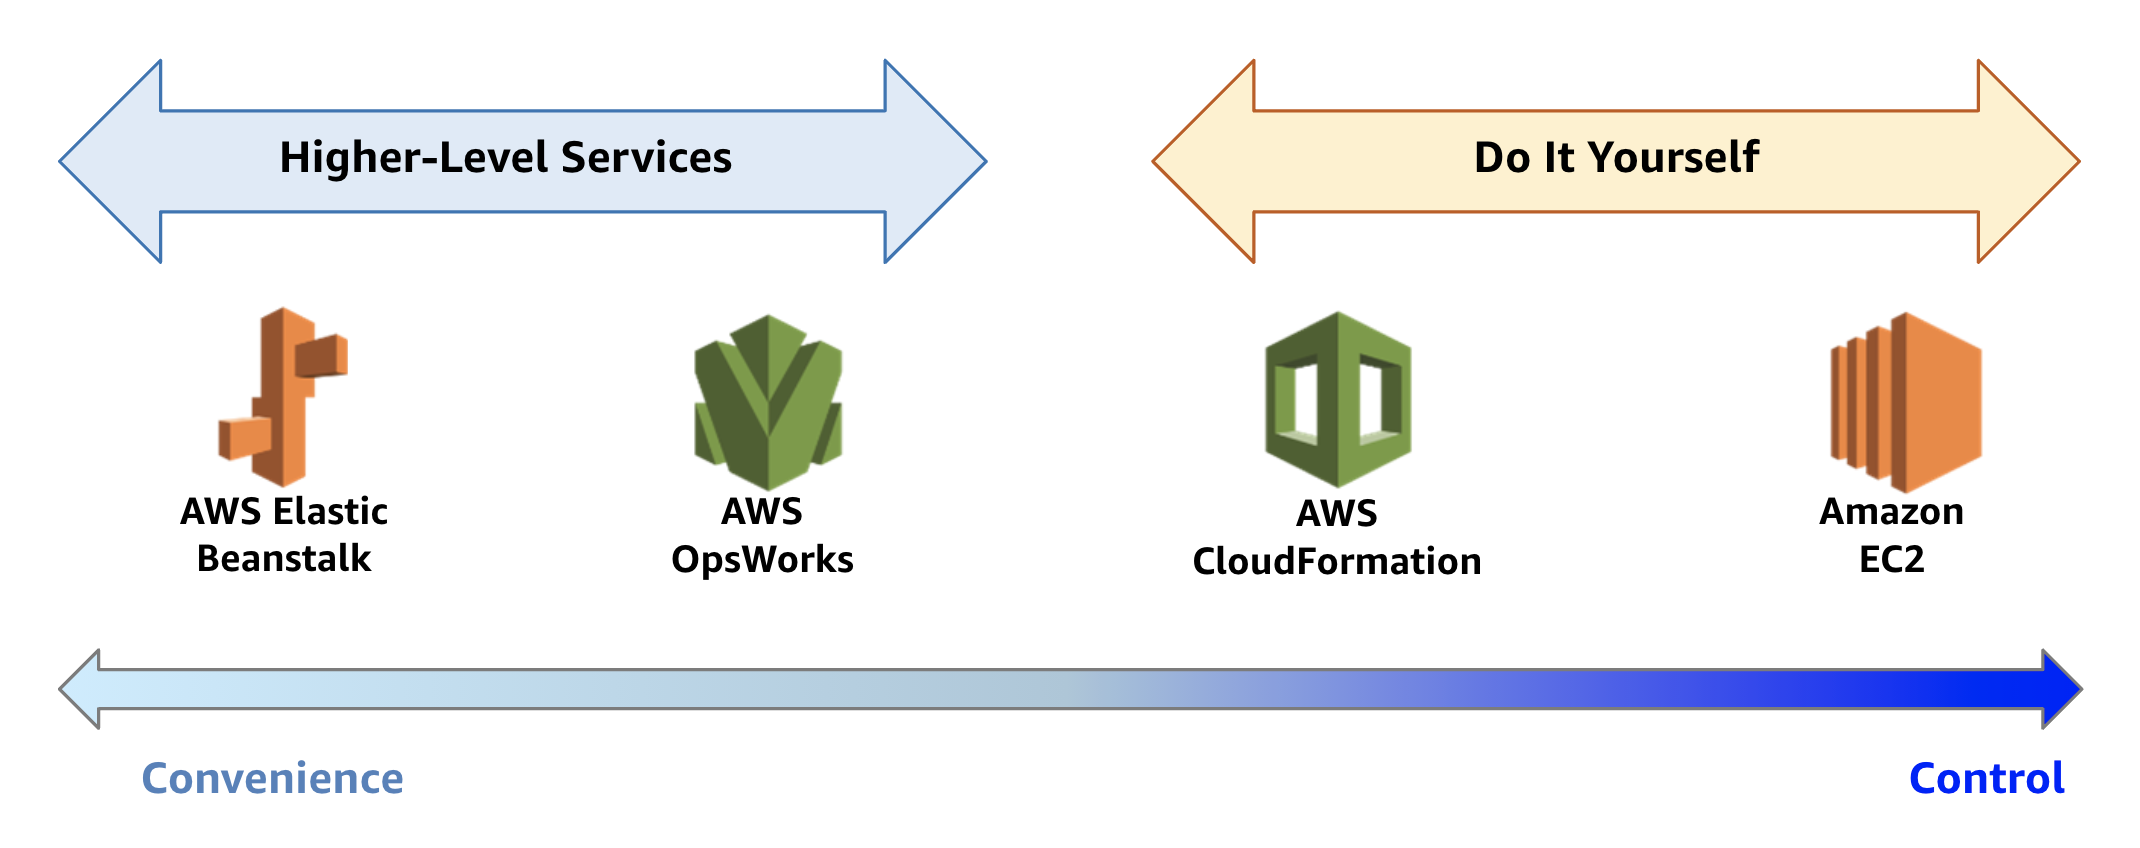 Higher-Level Services
Do It Yourself
AWS Elastic
Beanstalk
AWS
OpsWorks
AWS
CloudFormation
Amazon
EC2
Convenience
Control